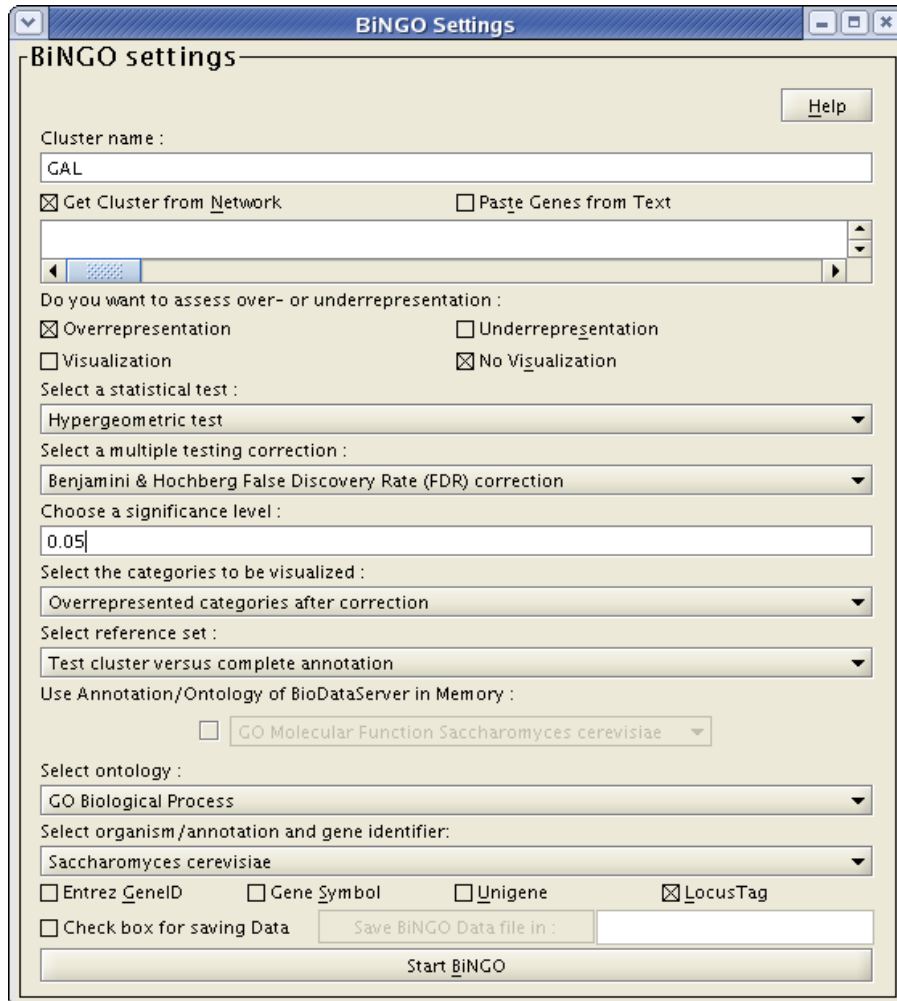 BiNGO Settings
BiNGO settings
Help
Cluster name :
GAL
Get Cluster from Network Paste Genes from Text
Do you want to assess over- or underrepresentation :
Overrepresentation Underrepresentation
Visualization No Visualization
Select a statistical test :
Hypergeometric test
Select a multiple testing correction :
Benjamini & Hochberg False Discovery Rate (FDR) correction
Choose a significance level :
0.05
Select the categories to be visualized :
Overrepresented categories after correction
Select reference set :
Test cluster versus complete annotation
Use Annotation/Ontology of BioDataServer in Memory :
GO Molecular Function Saccharomyces cerevisiae
Select ontology :
GO Biological Process
Select organism/annotation and gene identifier:
Saccharomyces cerevisiae
Entrez GeneID Gene Symbol Unigene LocusTag
Check box for saving Data Save BiNGO Data file in :
Start BiNGO